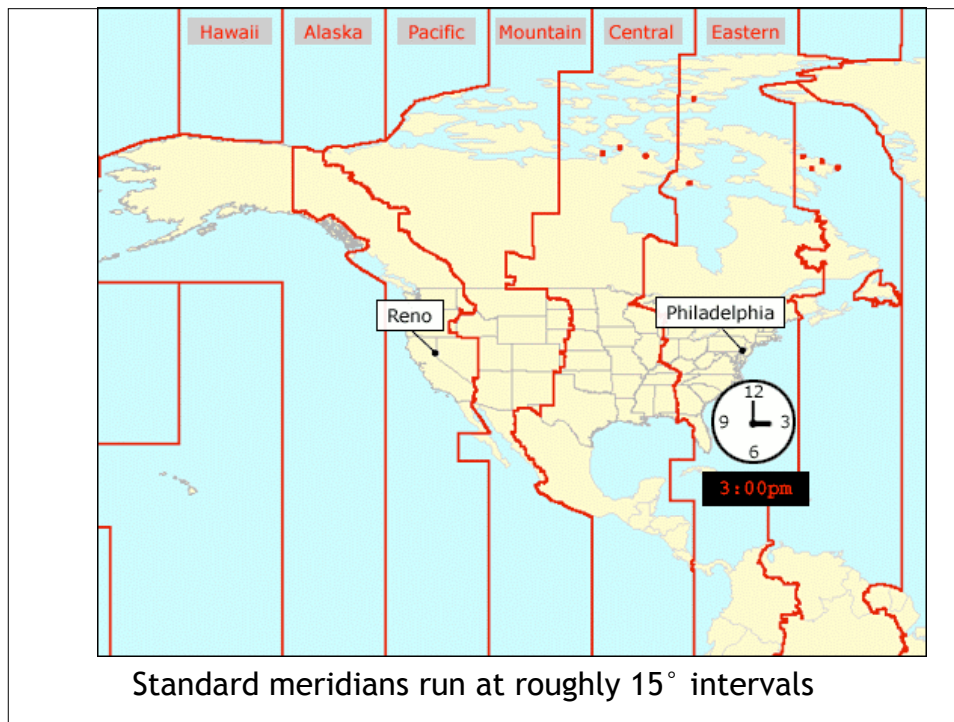 Hawaii Alaska Pacific Mountain Central Eastern
Reno
Philadelphia
12
9 3
6
3:00pm
Standard meridians run at roughly 15° intervals